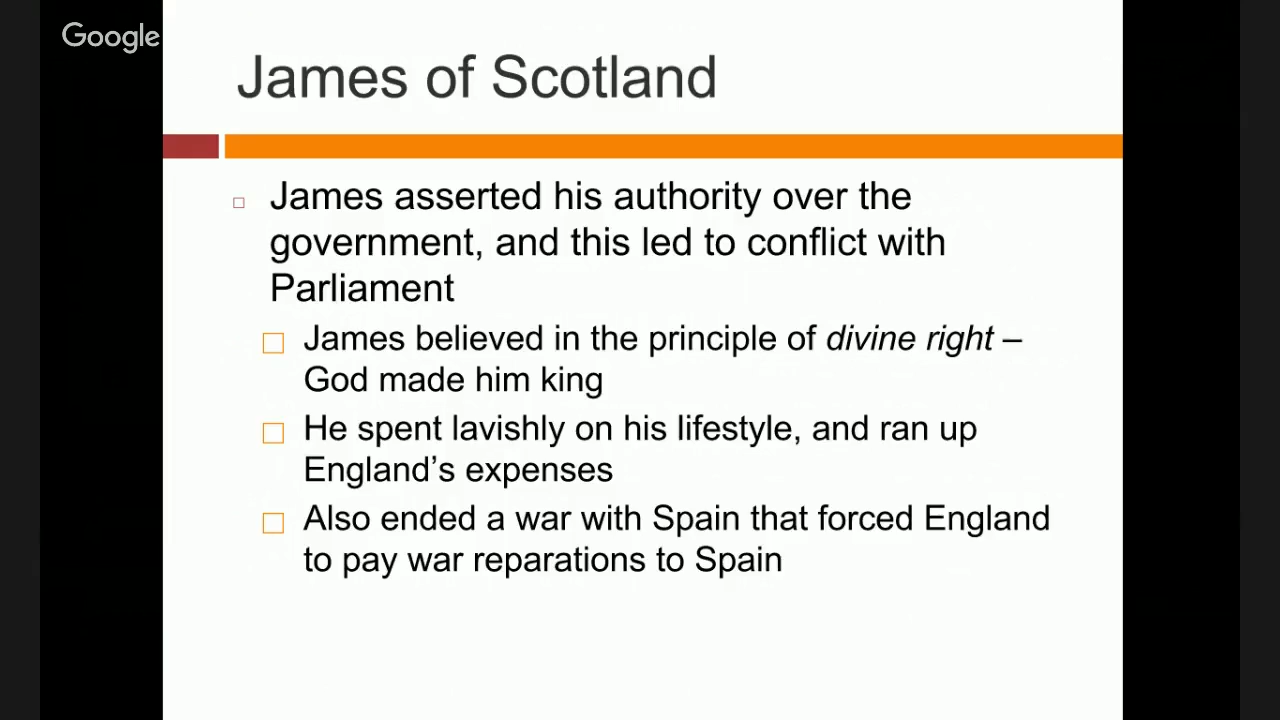 Google
James of Scotland
James asserted his authority over the
government, and this led to conflict with
Parliament
James believed in the principle of divine right –
God made him king
He spent lavishly on his lifestyle, and ran up
England’s expenses
Also ended a war with Spain that forced England
to pay war reparations to Spain